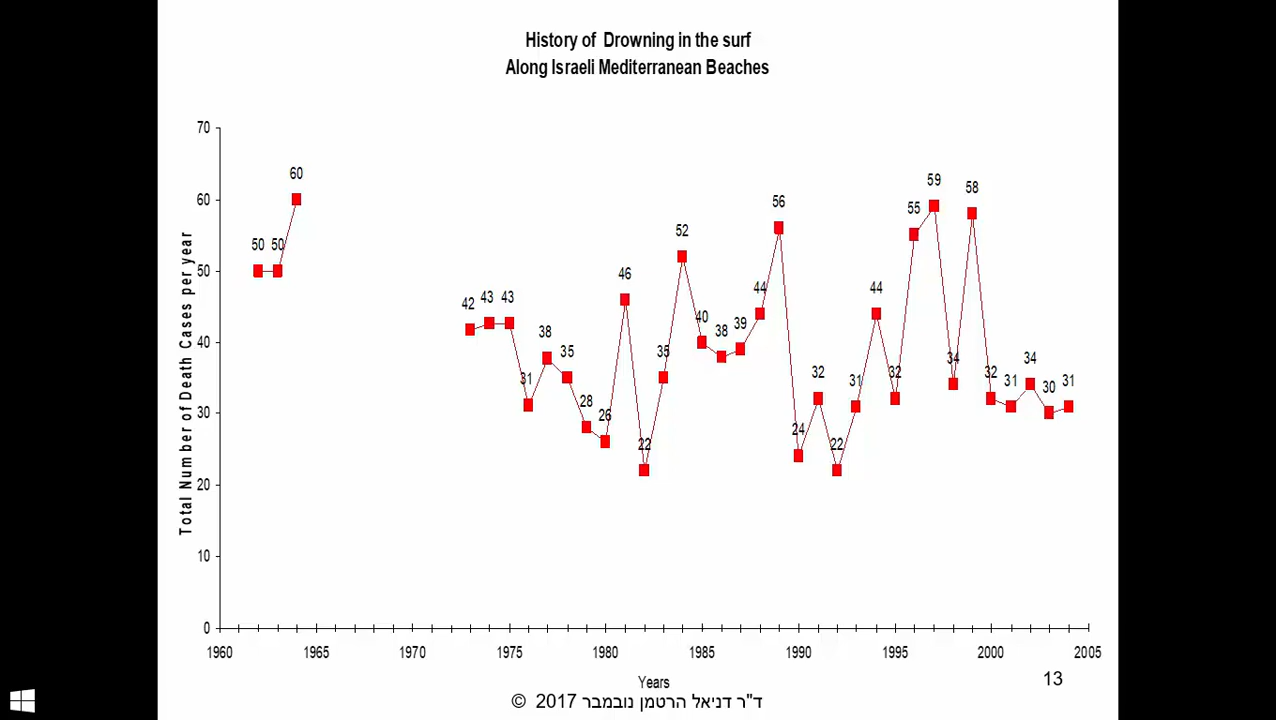 History of Drowning in the surf
Along Israeli Mediterranean Beaches
Total Number of Death Cases per year
70
60
50
40
30
20
10
0
50 50 60 42 43 43 31 38 35 28 26 46 22 35 52 40 38 39 44 56 24 32 22 31 44 32 55 59 34 58 32 31 34 30 31
1960 1965 1970 1975 1980 1985 1990 1995 2000 2005
Years
13
ד"ר דניאל הרטמן נובמבר 2017 ©